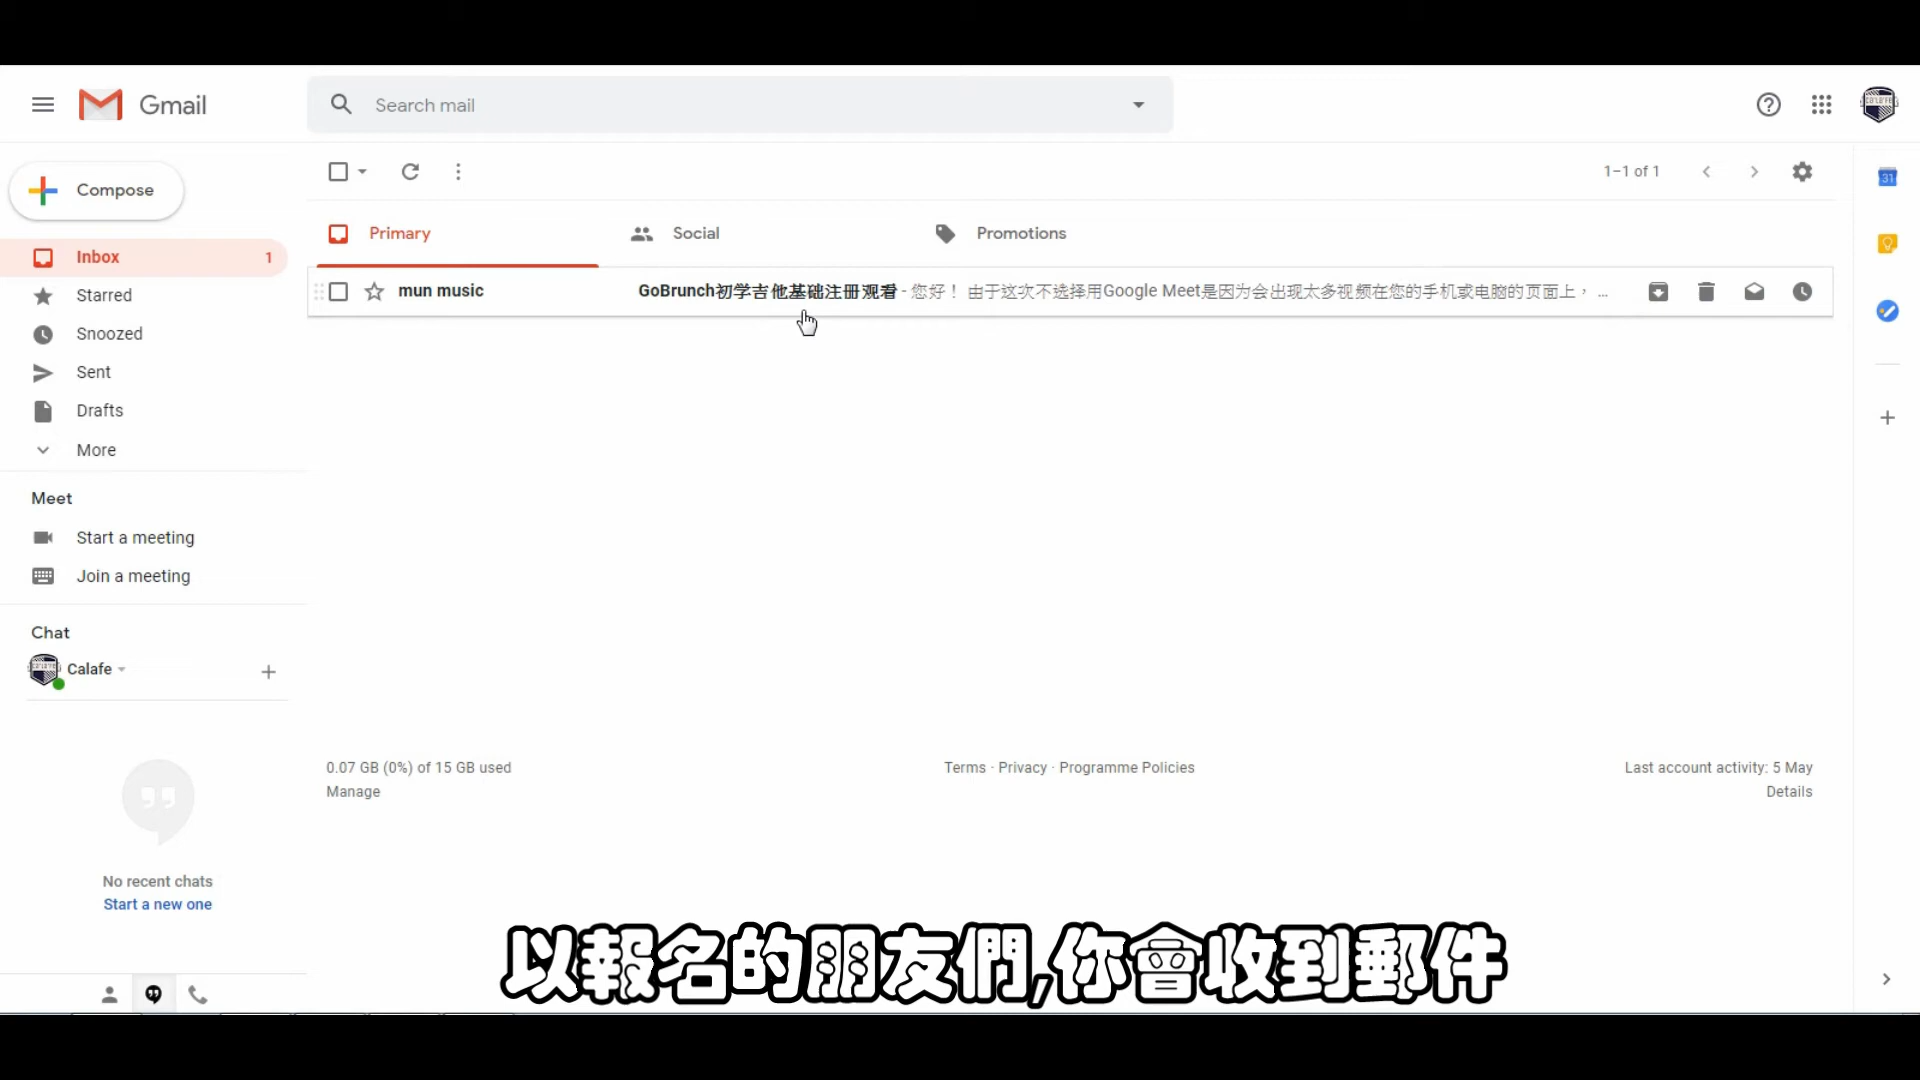 Gmail
Search mail
Compose
1–1 of 1
31
Primary
Social
Promotions
Inbox 1
mun music GoBrunch初学吉他基础注册观看 - 您好！ 由于这次不选择用Google Meet是因为会出现太多视频在您的手机或电脑的页面上， ...
Starred
Snoozed
Sent
Drafts
More
Meet
Start a meeting
Join a meeting
Chat
Calafe
No recent chats
Start a new one
0.07 GB (0%) of 15 GB used
Manage
Terms · Privacy · Programme Policies
Last account activity: 5 May
Details
以報名的朋友們,你會收到郵件